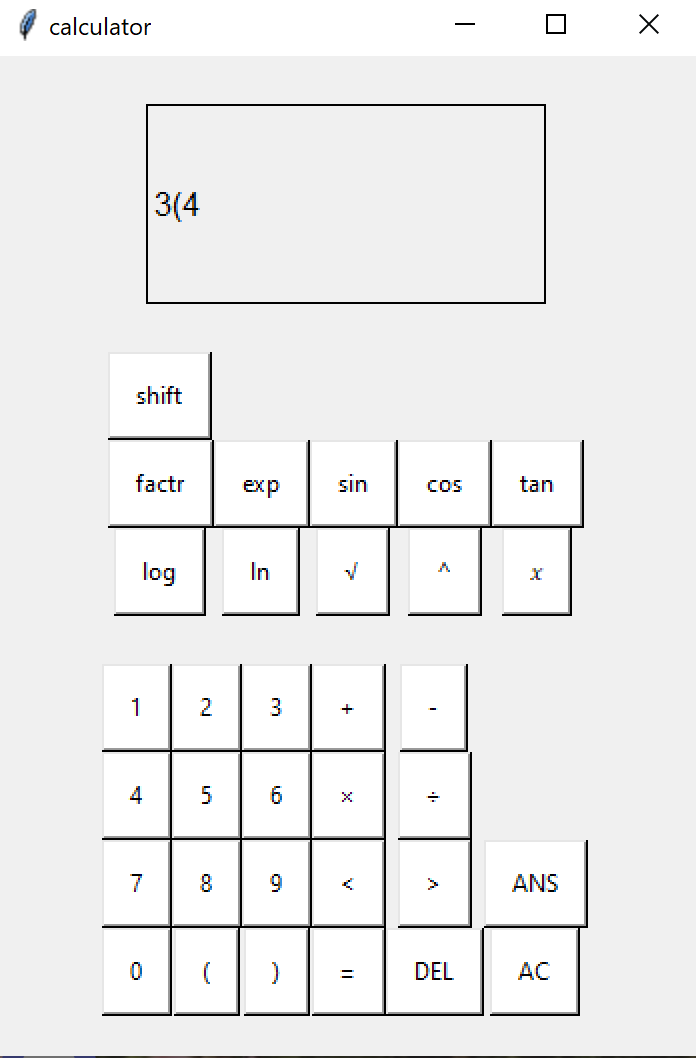 calculator
3(4
shift
factr exp sin cos tan
log ln √ ^ x
1 2 3 + -
4 5 6 × ÷
7 8 9 < > ANS
0 ( ) = DEL AC